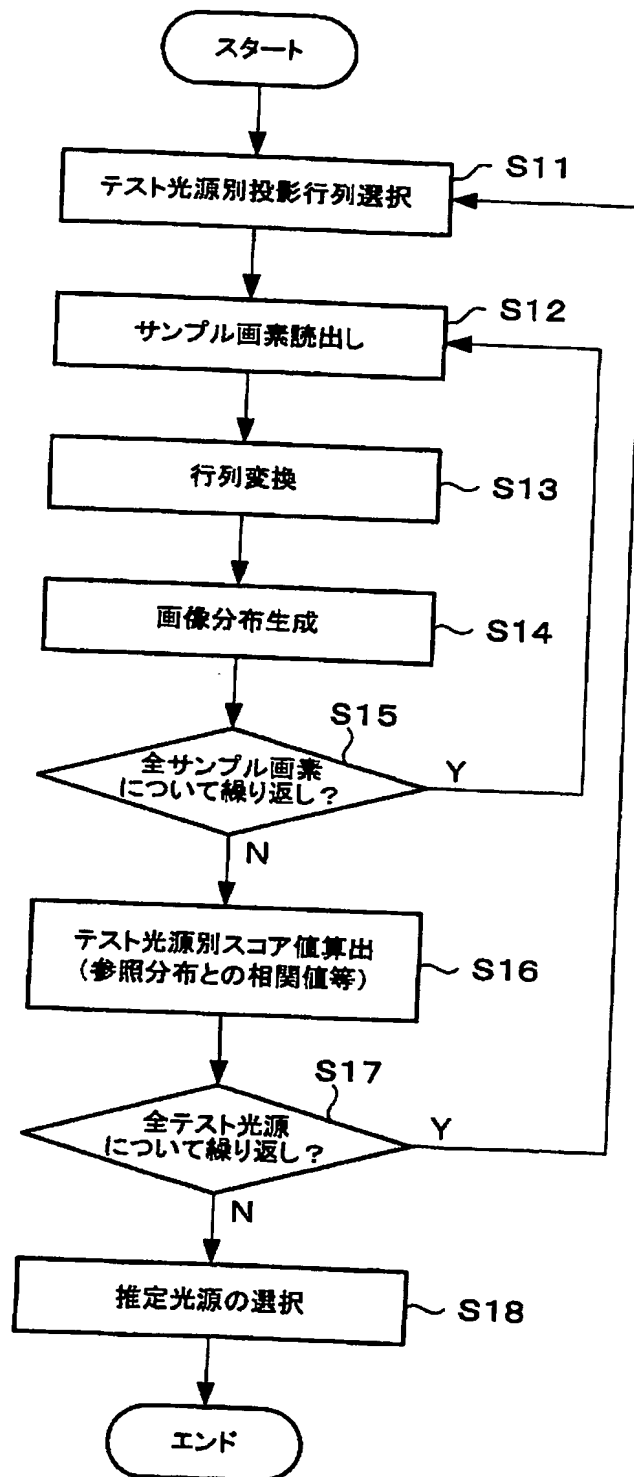 スタート
テスト光源別投影行列選択
S11
サンプル画素読出し
S12
行列変換
S13
画像分布生成
S14
S15
全サンプル画素
について繰り返し?
Y
N
テスト光源別スコア値算出
(参照分布との相関値等)
S16
S17
全テスト光源
について繰り返し?
Y
N
推定光源の選択
S18
エンド